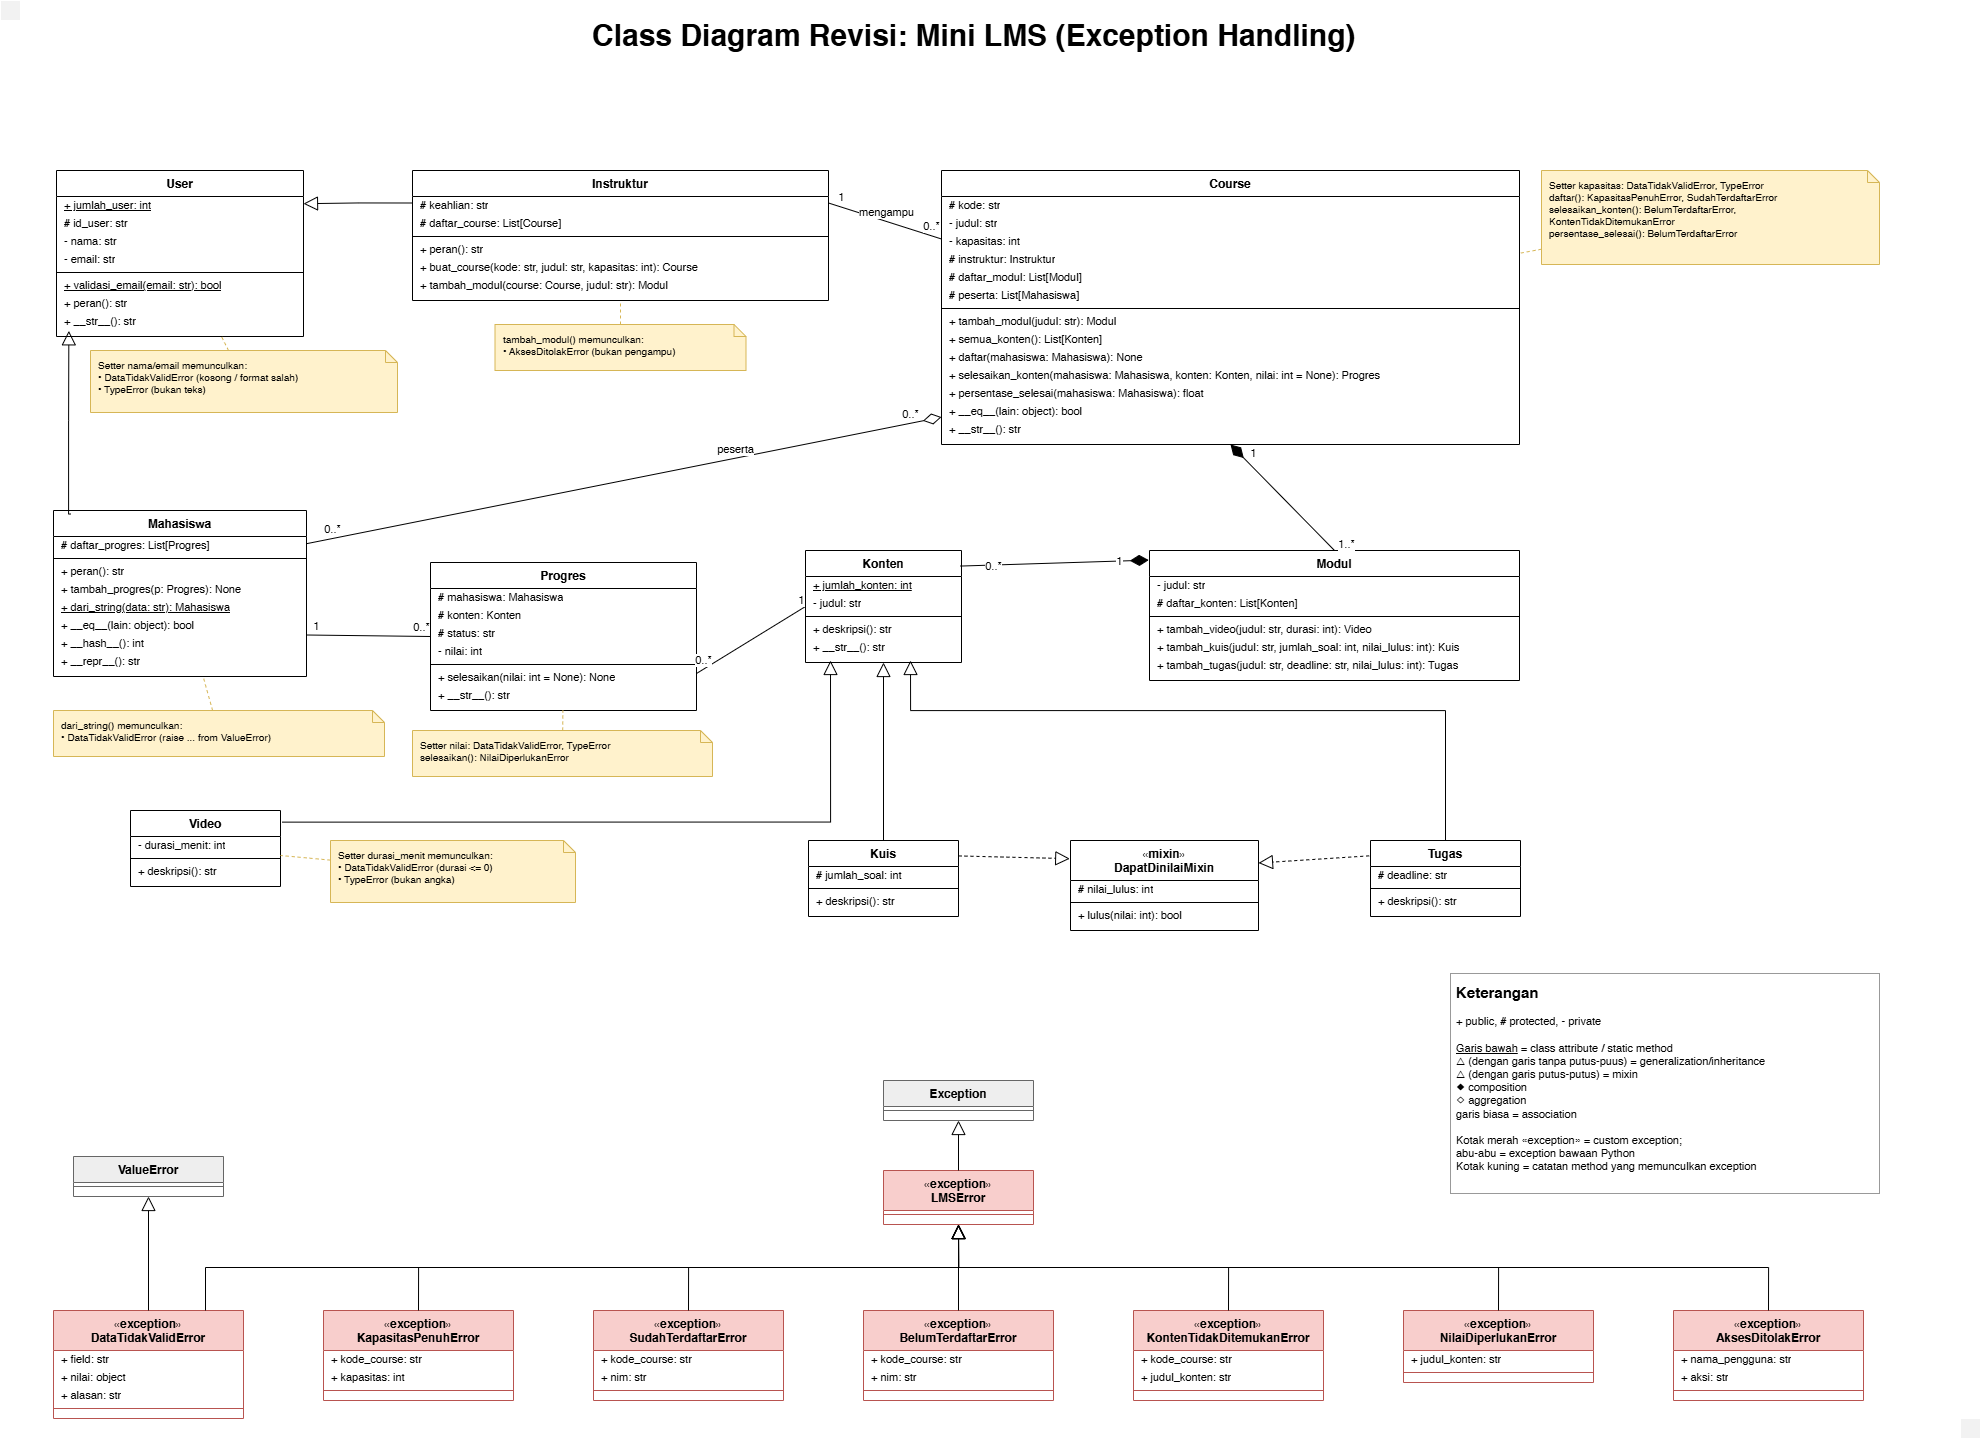 Class Diagram Revisi: Mini LMS (Exception Handling)
User
+ jumlah_user: int
# id_user: str
- nama: str
- email: str
+ validasi_email(email: str): bool
+ peran(): str
+ __str__(): str
Setter nama/email memunculkan:
• DataTidakValidError (kosong / format salah)
• TypeError (bukan teks)
Instruktur
# keahlian: str
# daftar_course: List[Course]
+ peran(): str
+ buat_course(kode: str, judul: str, kapasitas: int): Course
+ tambah_modul(course: Course, judul: str): Modul
tambah_modul() memunculkan:
• AksesDitolakError (bukan pengampu)
1
mengampu
0..*
Course
# kode: str
- judul: str
- kapasitas: int
# instruktur: Instruktur
# daftar_modul: List[Modul]
# peserta: List[Mahasiswa]
+ tambah_modul(judul: str): Modul
+ semua_konten(): List[Konten]
+ daftar(mahasiswa: Mahasiswa): None
+ selesaikan_konten(mahasiswa: Mahasiswa, konten: Konten, nilai: int = None): Progres
+ persentase_selesai(mahasiswa: Mahasiswa): float
+ __eq__(lain: object): bool
+ __str__(): str
Setter kapasitas: DataTidakValidError, TypeError
daftar(): KapasitasPenuhError, SudahTerdaftarError
selesaikan_konten(): BelumTerdaftarError,
KontenTidakDitemukanError
persentase_selesai(): BelumTerdaftarError
0..*
peserta
0..*
1
1..*
Mahasiswa
# daftar_progres: List[Progres]
+ peran(): str
+ tambah_progres(p: Progres): None
+ dari_string(data: str): Mahasiswa
+ __eq__(lain: object): bool
+ __hash__(): int
+ __repr__(): str
dari_string() memunculkan:
• DataTidakValidError (raise ... from ValueError)
1
0..*
Progres
# mahasiswa: Mahasiswa
# konten: Konten
# status: str
- nilai: int
+ selesaikan(nilai: int = None): None
+ __str__(): str
Setter nilai: DataTidakValidError, TypeError
selesaikan(): NilaiDiperlukanError
0..*
1
Konten
+ jumlah_konten: int
- judul: str
+ deskripsi(): str
+ __str__(): str
0..*
1
Modul
- judul: str
# daftar_konten: List[Konten]
+ tambah_video(judul: str, durasi: int): Video
+ tambah_kuis(judul: str, jumlah_soal: int, nilai_lulus: int): Kuis
+ tambah_tugas(judul: str, deadline: str, nilai_lulus: int): Tugas
Video
- durasi_menit: int
+ deskripsi(): str
Setter durasi_menit memunculkan:
• DataTidakValidError (durasi <= 0)
• TypeError (bukan angka)
Kuis
# jumlah_soal: int
+ deskripsi(): str
«mixin»
DapatDinilaiMixin
# nilai_lulus: int
+ lulus(nilai: int): bool
Tugas
# deadline: str
+ deskripsi(): str
Keterangan
+ public, # protected, - private
Garis bawah = class attribute / static method
△ (dengan garis tanpa putus-puus) = generalization/inheritance
△ (dengan garis putus-putus) = mixin
◆ composition
◇ aggregation
garis biasa = association
Kotak merah «exception» = custom exception;
abu-abu = exception bawaan Python
Kotak kuning = catatan method yang memunculkan exception
Exception
ValueError
«exception»
LMSError
«exception»
DataTidakValidError
+ field: str
+ nilai: object
+ alasan: str
«exception»
KapasitasPenuhError
+ kode_course: str
+ kapasitas: int
«exception»
SudahTerdaftarError
+ kode_course: str
+ nim: str
«exception»
BelumTerdaftarError
+ kode_course: str
+ nim: str
«exception»
KontenTidakDitemukanError
+ kode_course: str
+ judul_konten: str
«exception»
NilaiDiperlukanError
+ judul_konten: str
«exception»
AksesDitolakError
+ nama_pengguna: str
+ aksi: str